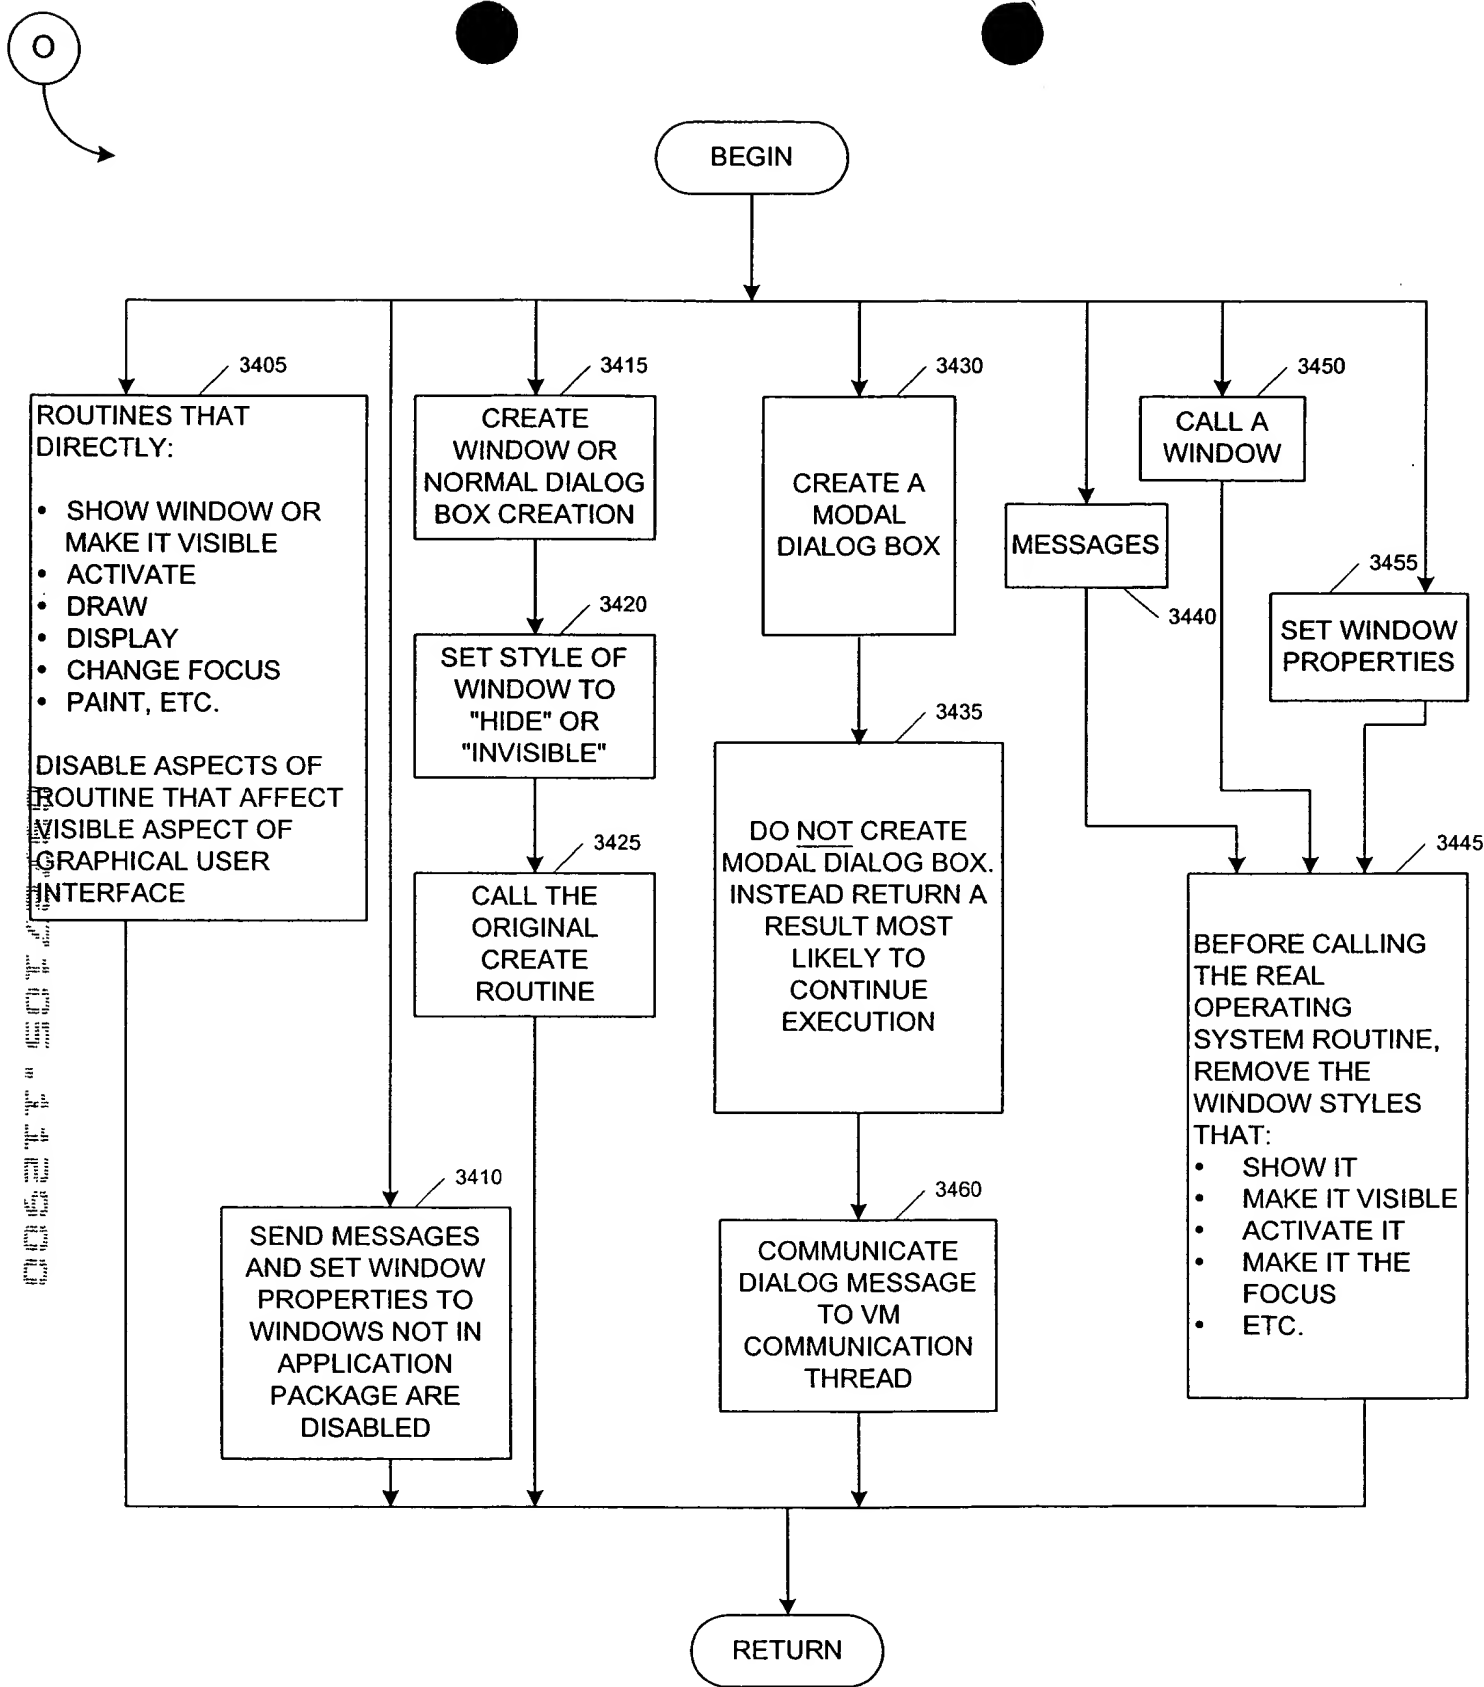 O
BEGIN
3405
ROUTINES THAT
DIRECTLY:
• SHOW WINDOW OR
MAKE IT VISIBLE
• ACTIVATE
• DRAW
• DISPLAY
• CHANGE FOCUS
• PAINT, ETC.
DISABLE ASPECTS OF
ROUTINE THAT AFFECT
VISIBLE ASPECT OF
GRAPHICAL USER
INTERFACE
3410
SEND MESSAGES
AND SET WINDOW
PROPERTIES TO
WINDOWS NOT IN
APPLICATION
PACKAGE ARE
DISABLED
3415
CREATE
WINDOW OR
NORMAL DIALOG
BOX CREATION
3420
SET STYLE OF
WINDOW TO
"HIDE" OR
"INVISIBLE"
3425
CALL THE
ORIGINAL
CREATE
ROUTINE
3430
CREATE A
MODAL
DIALOG BOX
3435
DO NOT CREATE
MODAL DIALOG BOX.
INSTEAD RETURN A
RESULT MOST
LIKELY TO
CONTINUE
EXECUTION
3460
COMMUNICATE
DIALOG MESSAGE
TO VM
COMMUNICATION
THREAD
MESSAGES
3440
3450
CALL A
WINDOW
3455
SET WINDOW
PROPERTIES
3445
BEFORE CALLING
THE REAL
OPERATING
SYSTEM ROUTINE,
REMOVE THE
WINDOW STYLES
THAT:
• SHOW IT
• MAKE IT VISIBLE
• ACTIVATE IT
• MAKE IT THE
FOCUS
• ETC.
RETURN